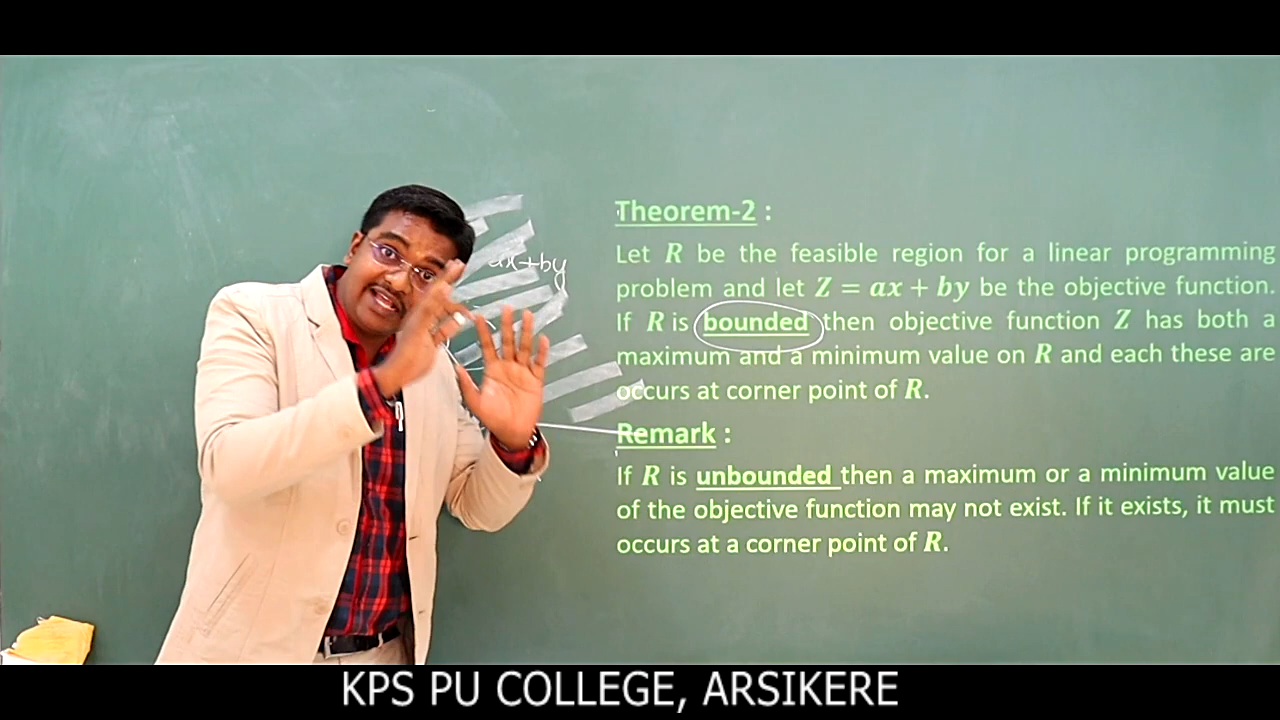 Theorem-2 :
ax+by
Let R be the feasible region for a linear programming
problem and let Z = ax + by be the objective function.
If R is bounded then objective function Z has both a
maximum and a minimum value on R and each these are
occurs at corner point of R.
Remark :
If R is unbounded then a maximum or a minimum value
of the objective function may not exist. If it exists, it must
occurs at a corner point of R.
KPS PU COLLEGE, ARSIKERE